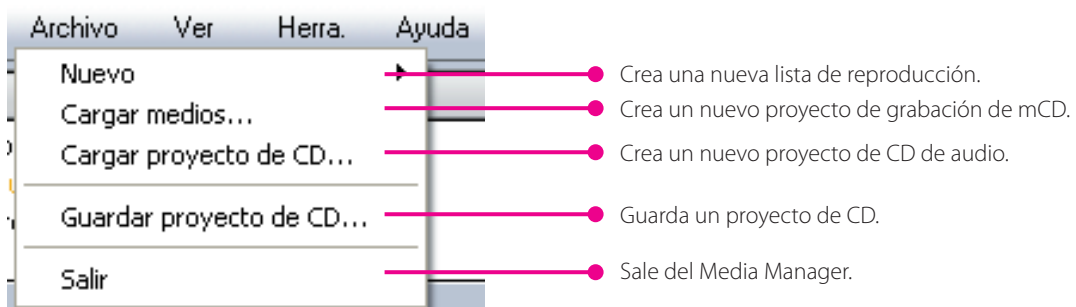 Archivo Ver Herra. Ayuda
Nuevo
Crea una nueva lista de reproducción.
Cargar medios...
Crea un nuevo proyecto de grabación de mCD.
Cargar proyecto de CD...
Crea un nuevo proyecto de CD de audio.
Guardar proyecto de CD...
Guarda un proyecto de CD.
Salir
Sale del Media Manager.